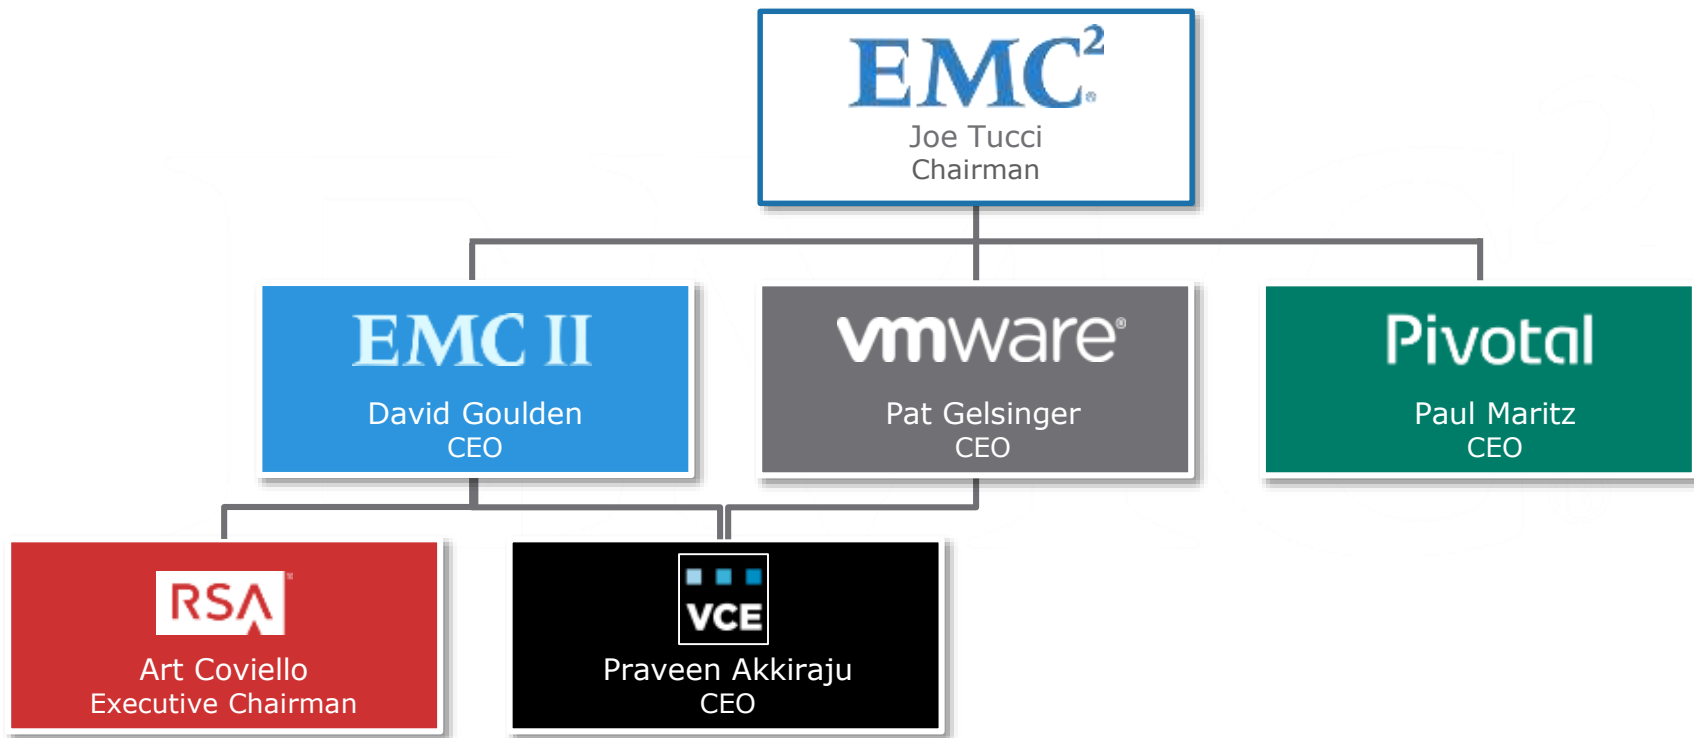 EMC²®
Joe Tucci
Chairman
EMC II
David Goulden
CEO
vmware®
Pat Gelsinger
CEO
Pivotal
Paul Maritz
CEO
RSA
Art Coviello
Executive Chairman
VCE
Praveen Akkiraju
CEO